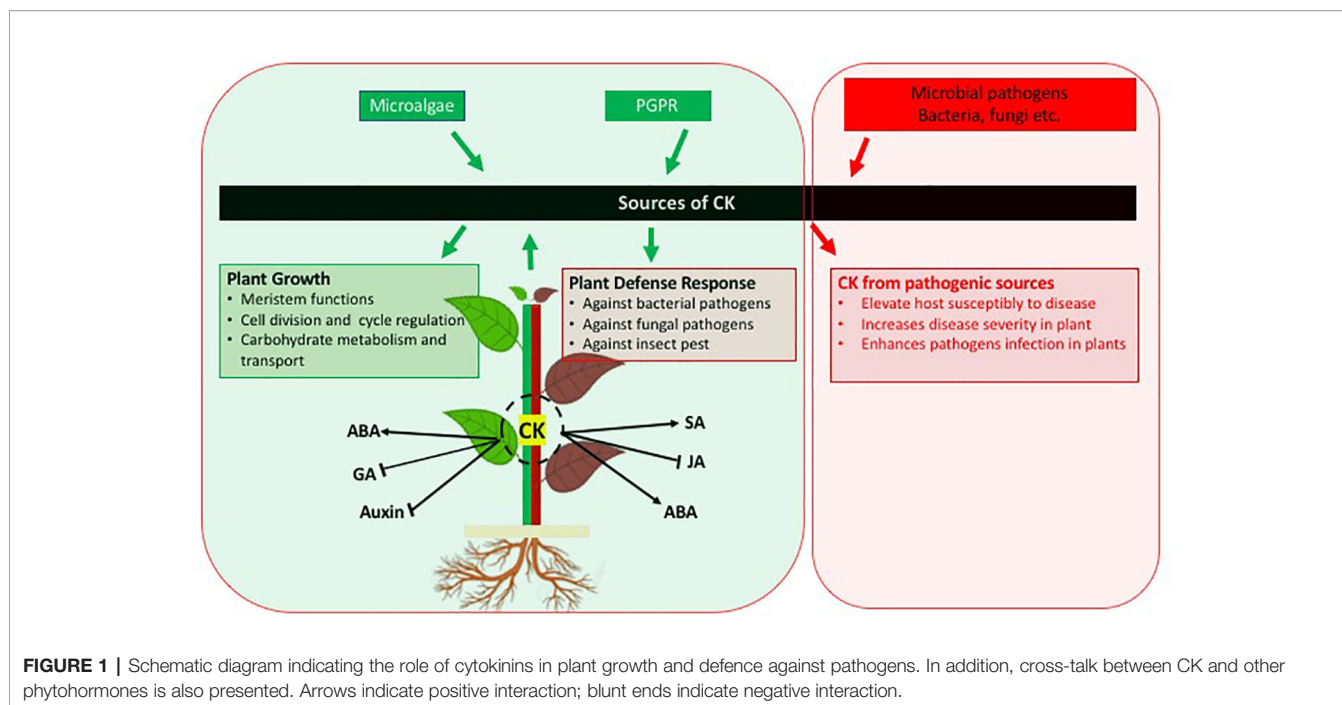 Microalgae
PGPR
Microbial pathogens
Bacteria, fungi etc.
Sources of CK
Plant Growth
• Meristem functions
• Cell division and cycle regulation
• Carbohydrate metabolism and
transport
Plant Defense Response
• Against bacterial pathogens
• Against fungal pathogens
• Against insect pest
CK from pathogenic sources
• Elevate host susceptibly to disease
• Increases disease severity in plant
• Enhances pathogens infection in plants
ABA
GA
Auxin
CK
SA
JA
ABA
FIGURE 1 | Schematic diagram indicating the role of cytokinins in plant growth and defence against pathogens. In addition, cross-talk between CK and other
phytohormones is also presented. Arrows indicate positive interaction; blunt ends indicate negative interaction.